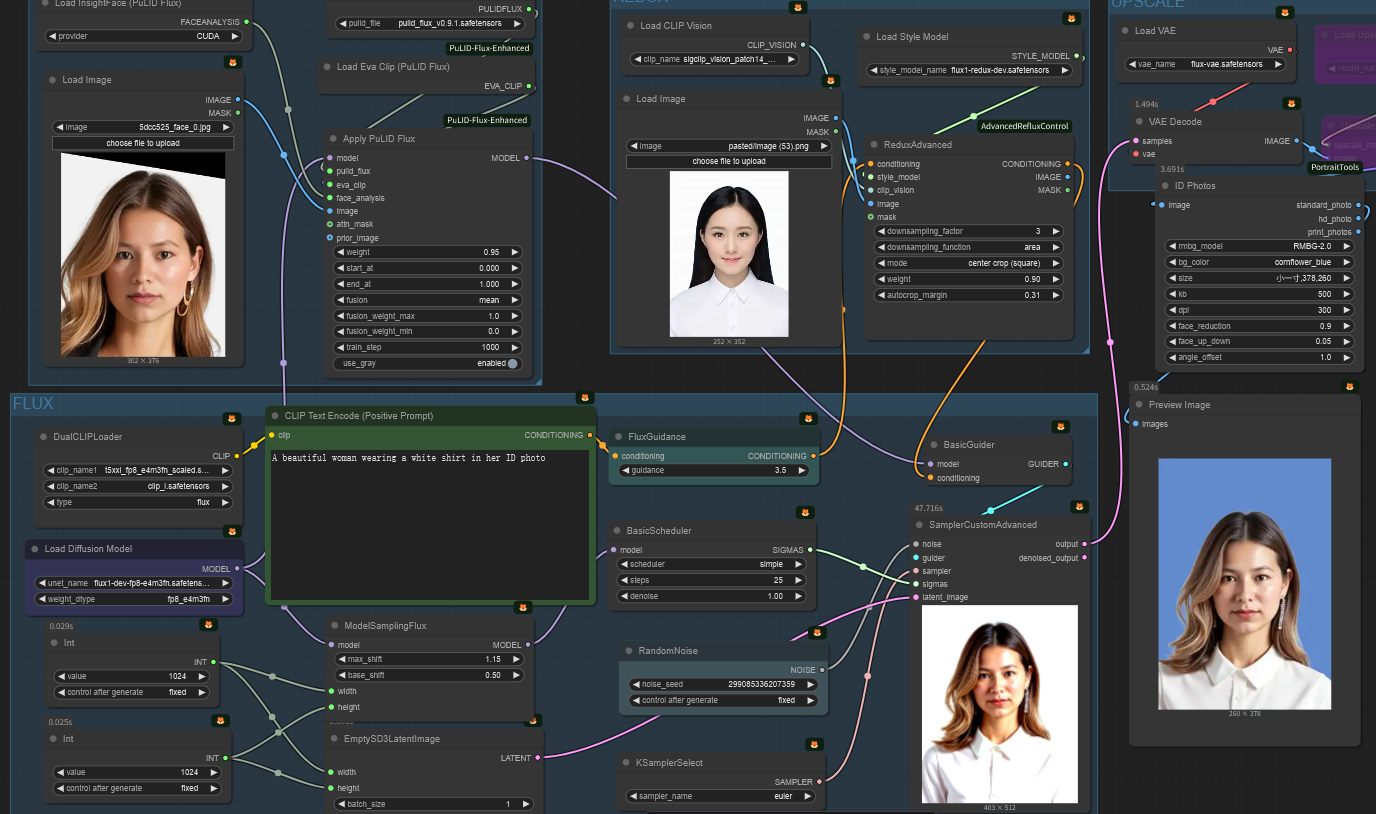 Load InsightFace (PuLID Flux)
FACEANALYSIS
provider CUDA
Load Image
IMAGE
MASK
image 5dcc525_face_0.jpg
choose file to upload
302 × 376
PULIDFLUX
pulid_file pulid_flux_v0.9.1.safetensors
PuLID-Flux-Enhanced
Load Eva Clip (PuLID Flux)
EVA_CLIP
PuLID-Flux-Enhanced
Apply PuLID Flux
model MODEL
pulid_flux
eva_clip
face_analysis
image
attn_mask
prior_image
weight 0.95
start_at 0.000
end_at 1.000
fusion mean
fusion_weight_max 1.0
fusion_weight_min 0.0
train_step 1000
use_gray enabled
REDUX
Load CLIP Vision
CLIP_VISION
clip_name sigclip_vision_patch14_...
Load Image
IMAGE
MASK
image pasted/image (53).png
choose file to upload
252 × 352
Load Style Model
STYLE_MODEL
style_model_name flux1-redux-dev.safetensors
AdvancedRefluxControl
ReduxAdvanced
conditioning CONDITIONING
style_model IMAGE
clip_vision MASK
image
mask
downsampling_factor 3
downsampling_function area
mode center crop (square)
weight 0.90
autocrop_margin 0.31
UPSCALE
Load VAE
VAE
vae_name flux-vae.safetensors
1.494s
VAE Decode
samples IMAGE
vae
PortraitTools
3.691s
ID Photos
image standard_photo
hd_photo
print_photos
rmbg_model RMBG-2.0
bg_color cornflower_blue
size 小一寸,378,260
kb 500
dpi 300
face_reduction 0.9
face_up_down 0.05
angle_offset 1.0
0.524s
Preview Image
images
260 × 378
FLUX
DualCLIPLoader
CLIP
clip_name1 t5xxl_fp8_e4m3fn_scaled.s...
clip_name2 clip_l.safetensors
type flux
Load Diffusion Model
MODEL
unet_name flux1-dev-fp8-e4m3fn.safetens...
weight_dtype fp8_e4m3fn
0.029s
Int
INT
value 1024
control after generate fixed
0.025s
Int
INT
value 1024
control after generate fixed
CLIP Text Encode (Positive Prompt)
clip CONDITIONING
A beautiful woman wearing a white shirt in her ID photo
ModelSamplingFlux
model MODEL
max_shift 1.15
base_shift 0.50
width
height
EmptySD3LatentImage
LATENT
width
height
batch_size 1
FluxGuidance
conditioning CONDITIONING
guidance 3.5
BasicScheduler
model SIGMAS
scheduler simple
steps 25
denoise 1.00
RandomNoise
NOISE
noise_seed 299085336207359
control after generate fixed
KSamplerSelect
SAMPLER
sampler_name euler
BasicGuider
model GUIDER
conditioning
47.716s
SamplerCustomAdvanced
noise output
guider denoised_output
sampler
sigmas
latent_image
403 × 512